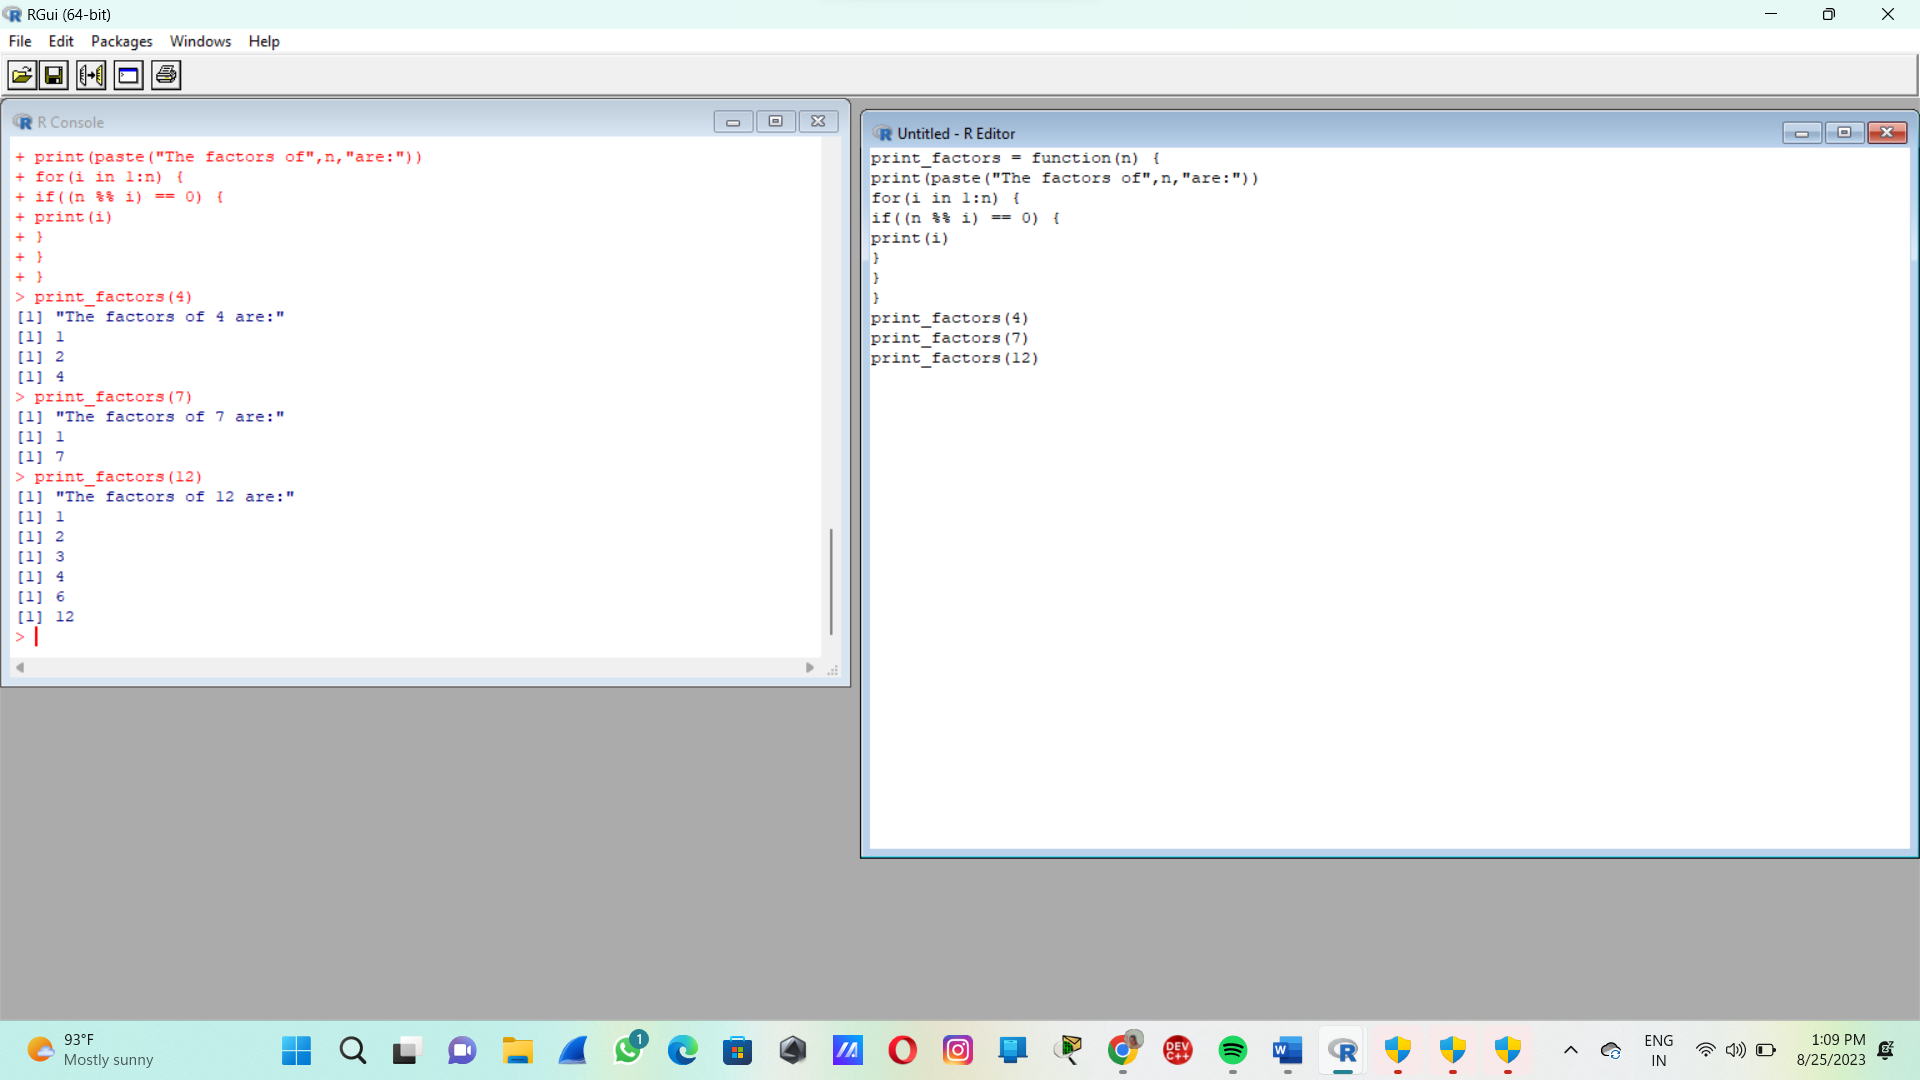 RGui (64-bit)
File Edit Packages Windows Help
R Console
+ print(paste("The factors of",n,"are:"))
+ for(i in 1:n) {
+ if((n %% i) == 0) {
+ print(i)
+ }
+ }
+ }
> print_factors(4)
[1] "The factors of 4 are:"
[1] 1
[1] 2
[1] 4
> print_factors(7)
[1] "The factors of 7 are:"
[1] 1
[1] 7
> print_factors(12)
[1] "The factors of 12 are:"
[1] 1
[1] 2
[1] 3
[1] 4
[1] 6
[1] 12
>
Untitled - R Editor
print_factors = function(n) {
print(paste("The factors of",n,"are:"))
for(i in 1:n) {
if((n %% i) == 0) {
print(i)
}
}
}
print_factors(4)
print_factors(7)
print_factors(12)
93°F
Mostly sunny
1
DEV
C++
W
R
ENG
IN
1:09 PM
8/25/2023